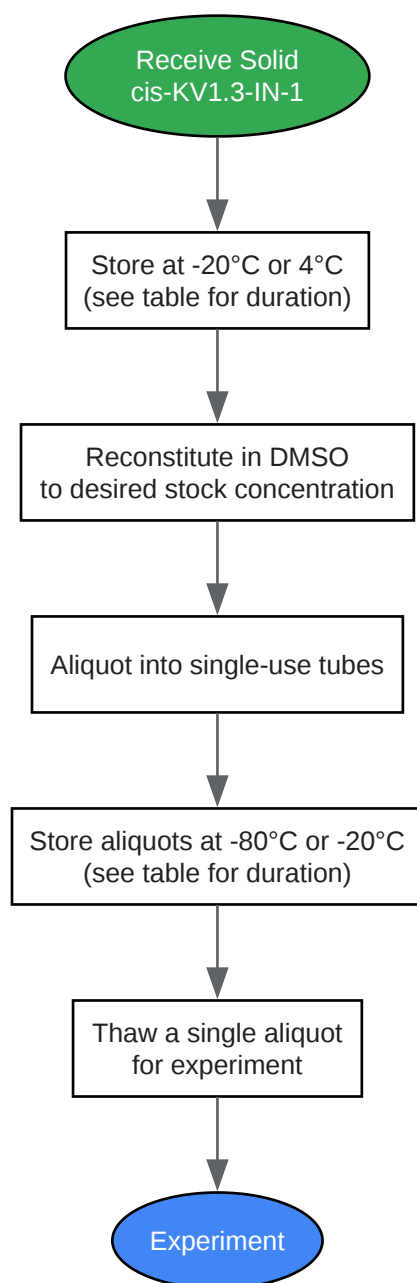 Receive Solid
cis-KV1.3-IN-1
Store at -20°C or 4°C
(see table for duration)
Reconstitute in DMSO
to desired stock concentration
Aliquot into single-use tubes
Store aliquots at -80°C or -20°C
(see table for duration)
Thaw a single aliquot
for experiment
Experiment